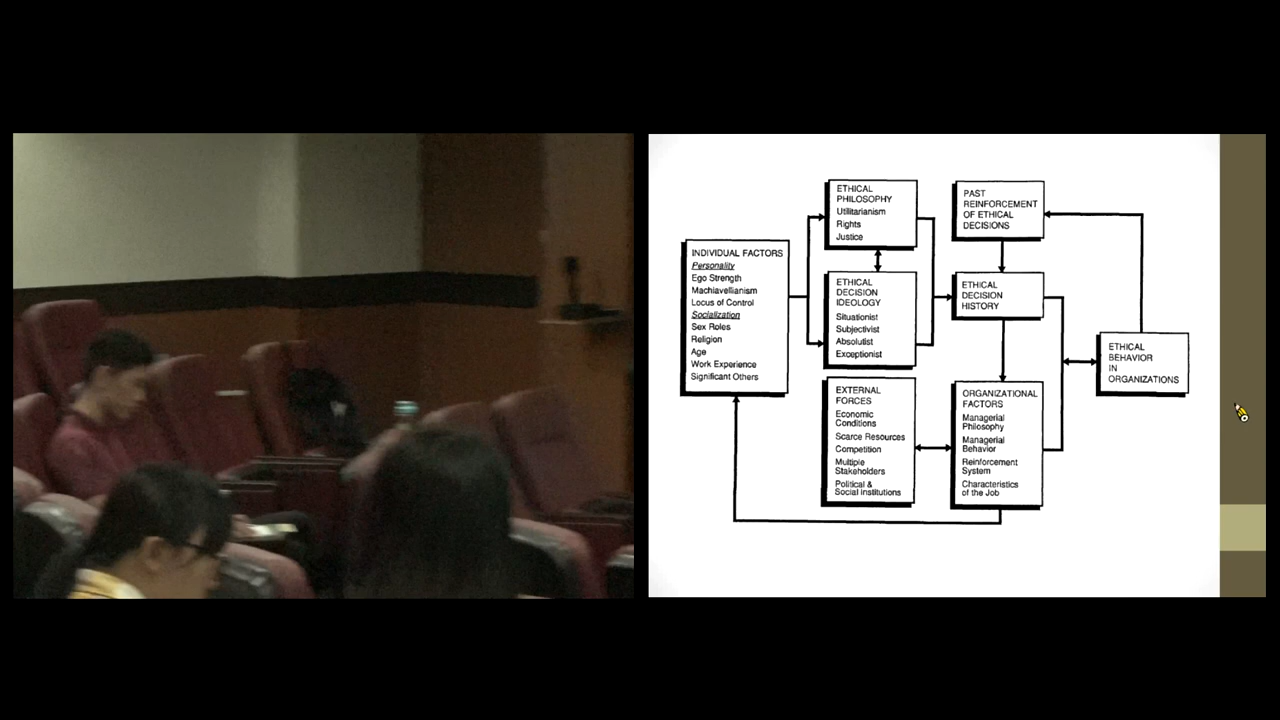 INDIVIDUAL FACTORS
Personality
Ego Strength
Machiavellianism
Locus of Control
Socialization
Sex Roles
Religion
Age
Work Experience
Significant Others
ETHICAL
PHILOSOPHY
Utilitarianism
Rights
Justice
ETHICAL
DECISION
IDEOLOGY
Situationist
Subjectivist
Absolutist
Exceptionist
EXTERNAL
FORCES
Economic
Conditions
Scarce Resources
Competition
Multiple
Stakeholders
Political &
Social Institutions
PAST
REINFORCEMENT
OF ETHICAL
DECISIONS
ETHICAL
DECISION
HISTORY
ORGANIZATIONAL
FACTORS
Managerial
Philosophy
Managerial
Behavior
Reinforcement
System
Characteristics
of the Job
ETHICAL
BEHAVIOR
IN
ORGANIZATIONS